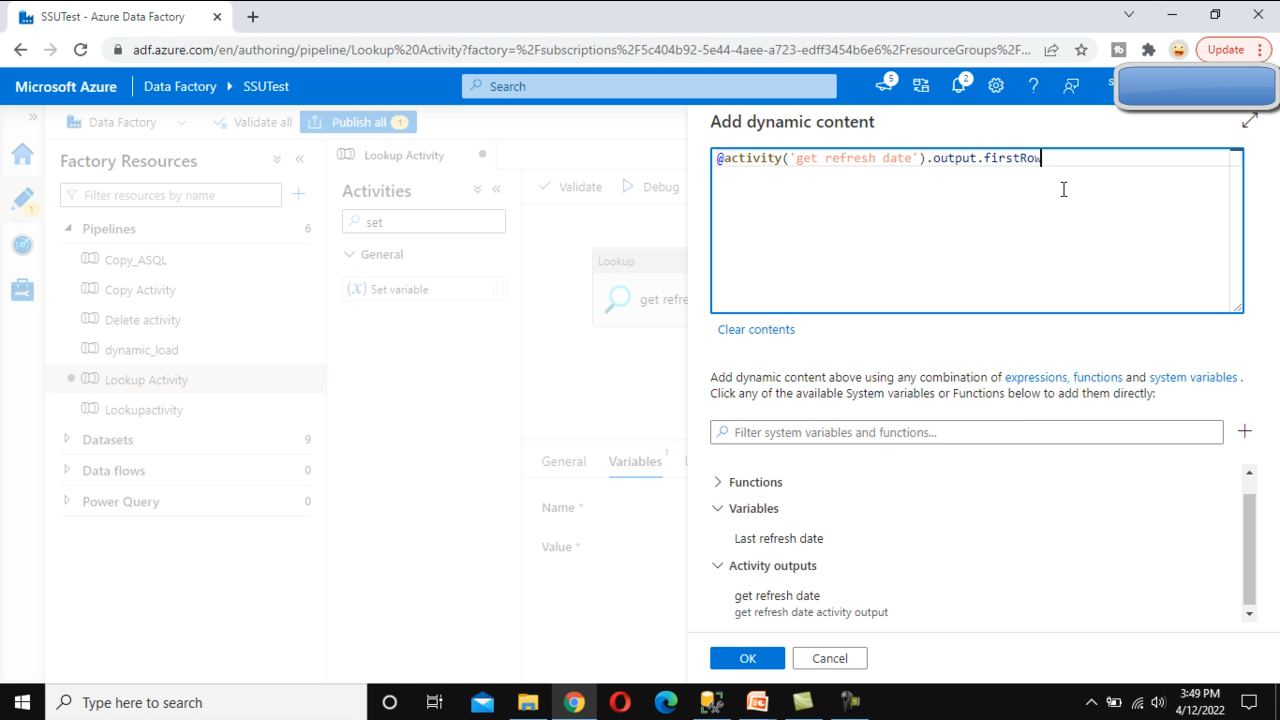 SSUTest - Azure Data Factory
adf.azure.com/en/authoring/pipeline/Lookup%20Activity?factory=%2Fsubscriptions%2F5c404b92-5e44-4aee-a723-edff3454b6e6%2FresourceGroups%2F...
Update
Microsoft Azure
Data Factory
SSUTest
Search
5
2
Data Factory
Validate all
Publish all
1
Factory Resources
Filter resources by name
Pipelines
6
Copy_ASQL
Copy Activity
Delete activity
dynamic_load
Lookup Activity
Lookupactivity
Datasets
9
Data flows
0
Power Query
0
Lookup Activity
Activities
set
General
(x) Set variable
Validate
Debug
Lookup
get refre
General
Variables
1
Name *
Value *
Add dynamic content
@activity('get refresh date').output.firstRow
Clear contents
Add dynamic content above using any combination of expressions, functions and system variables .
Click any of the available System variables or Functions below to add them directly:
Filter system variables and functions...
Functions
Variables
Last refresh date
Activity outputs
get refresh date
get refresh date activity output
OK
Cancel
Type here to search
3:49 PM
4/12/2022